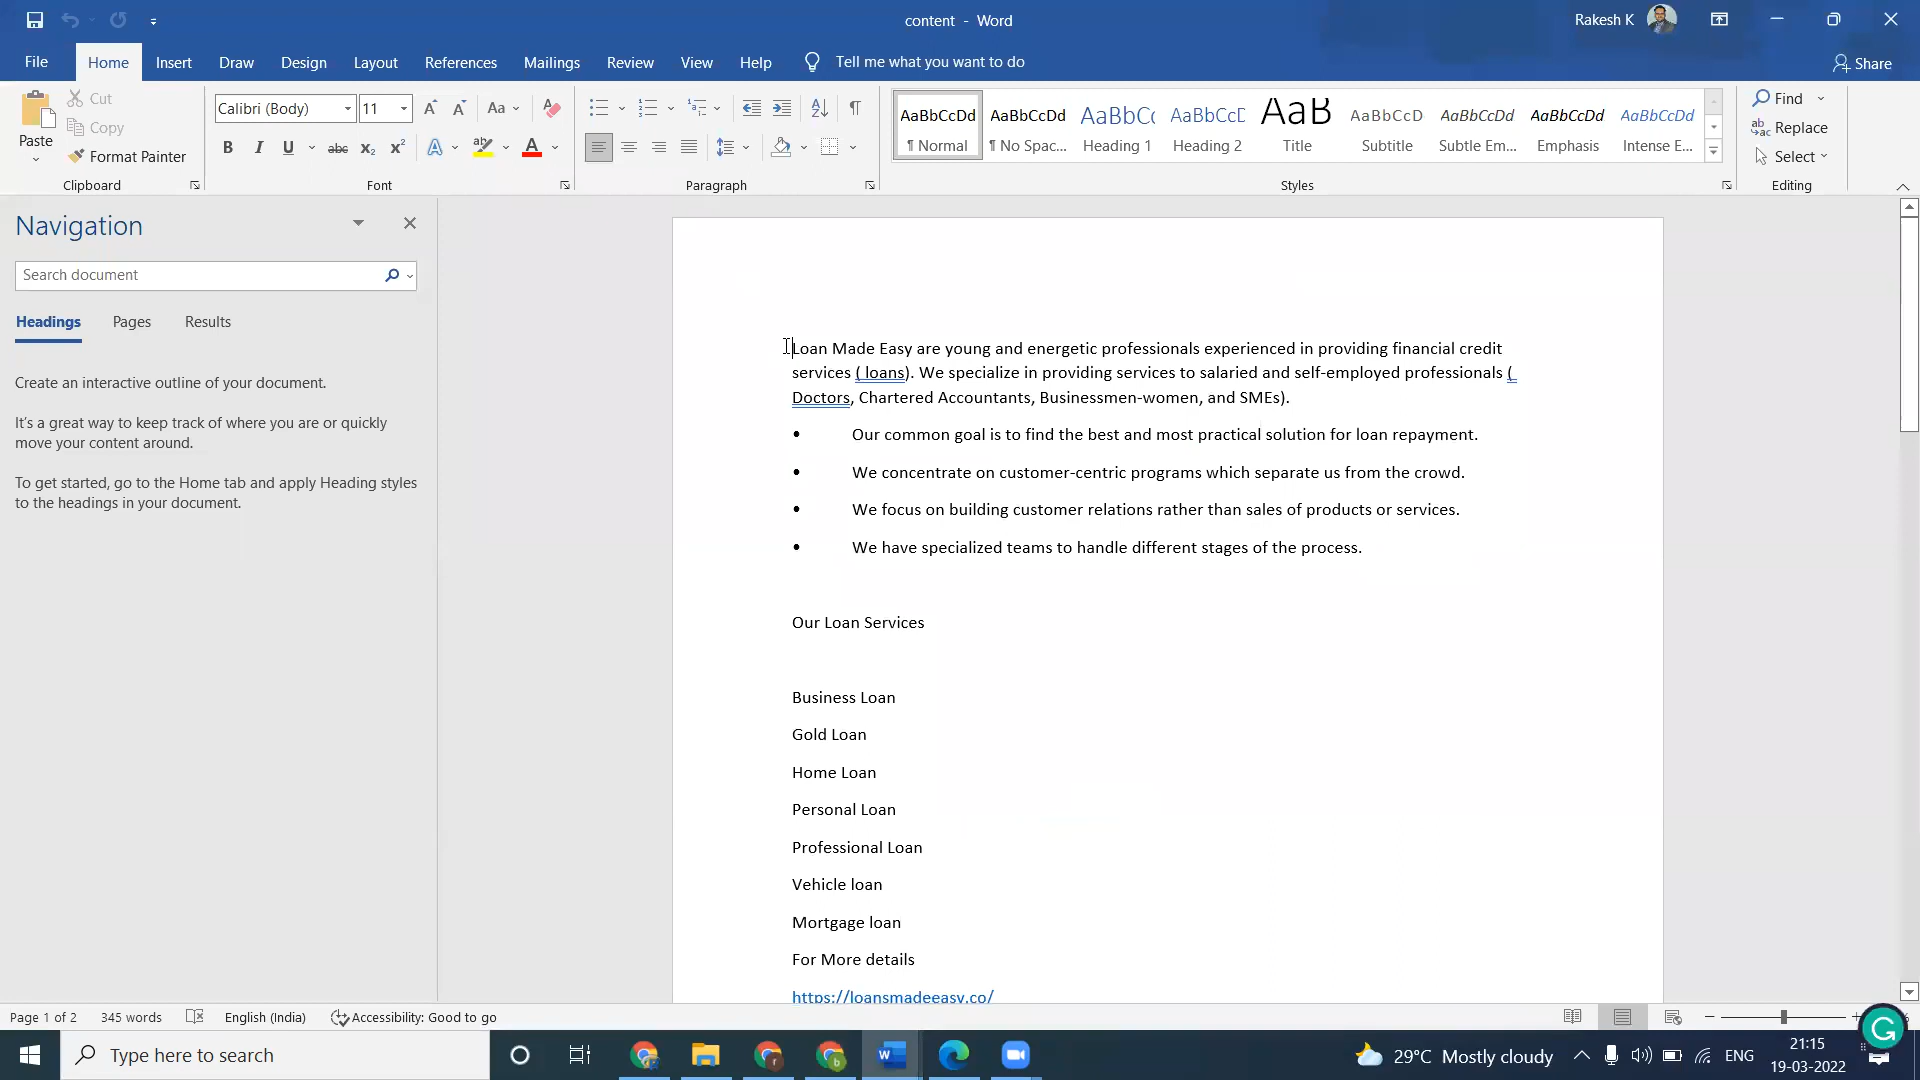 content - Word
Rakesh K
File Home Insert Draw Design Layout References Mailings Review View Help Tell me what you want to do Share
Paste
Cut
Copy
Format Painter
Clipboard
Calibri (Body) 11
Font
Paragraph
AaBbCcDd AaBbCcDd AaBbC( AaBbCcE AaB AaBbCcD AaBbCcDd AaBbCcDd AaBbCcDd
¶ Normal ¶ No Spac... Heading 1 Heading 2 Title Subtitle Subtle Em... Emphasis Intense E...
Styles
Find
Replace
Select
Editing
Navigation
Search document
Headings Pages Results
Create an interactive outline of your document.
It's a great way to keep track of where you are or quickly
move your content around.
To get started, go to the Home tab and apply Heading styles
to the headings in your document.
Loan Made Easy are young and energetic professionals experienced in providing financial credit
services ( loans). We specialize in providing services to salaried and self-employed professionals (
Doctors, Chartered Accountants, Businessmen-women, and SMEs).
• Our common goal is to find the best and most practical solution for loan repayment.
• We concentrate on customer-centric programs which separate us from the crowd.
• We focus on building customer relations rather than sales of products or services.
• We have specialized teams to handle different stages of the process.
Our Loan Services
Business Loan
Gold Loan
Home Loan
Personal Loan
Professional Loan
Vehicle loan
Mortgage loan
For More details
https://loansmadeeasy.co/
Page 1 of 2 345 words English (India) Accessibility: Good to go
Type here to search
29°C Mostly cloudy
ENG
21:15
19-03-2022